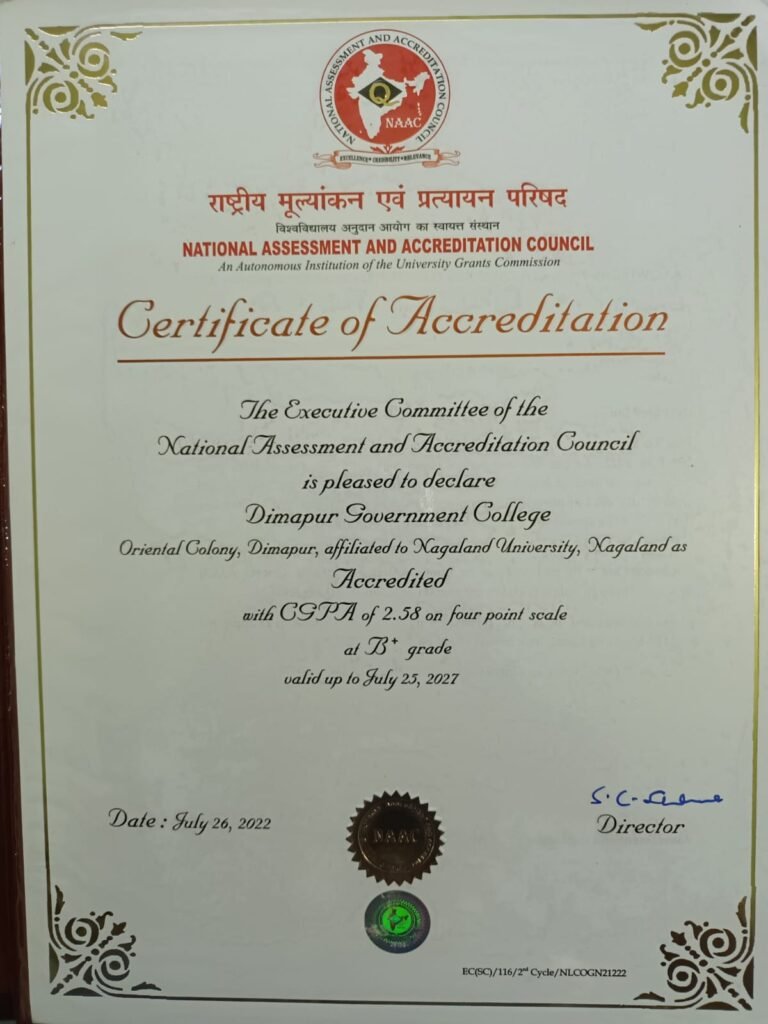 NATIONAL ASSESSMENT AND ACCREDITATION COUNCIL
Q
NAAC
EXCELLENCE • CREDIBILITY • RELEVANCE
राष्ट्रीय मूल्यांकन एवं प्रत्यायन परिषद
विश्वविद्यालय अनुदान आयोग का स्वायत्त संस्थान
NATIONAL ASSESSMENT AND ACCREDITATION COUNCIL
An Autonomous Institution of the University Grants Commission
Certificate of Accreditation
The Executive Committee of the
National Assessment and Accreditation Council
is pleased to declare
Dimapur Government College
Oriental Colony, Dimapur, affiliated to Nagaland University, Nagaland as
Accredited
with CGPA of 2.58 on four point scale
at B⁺ grade
valid up to July 25, 2027
Date : July 26, 2022
S. C.
Director
NAAC
EC(SC)/116/2ⁿᵈ Cycle/NLCOGN21222